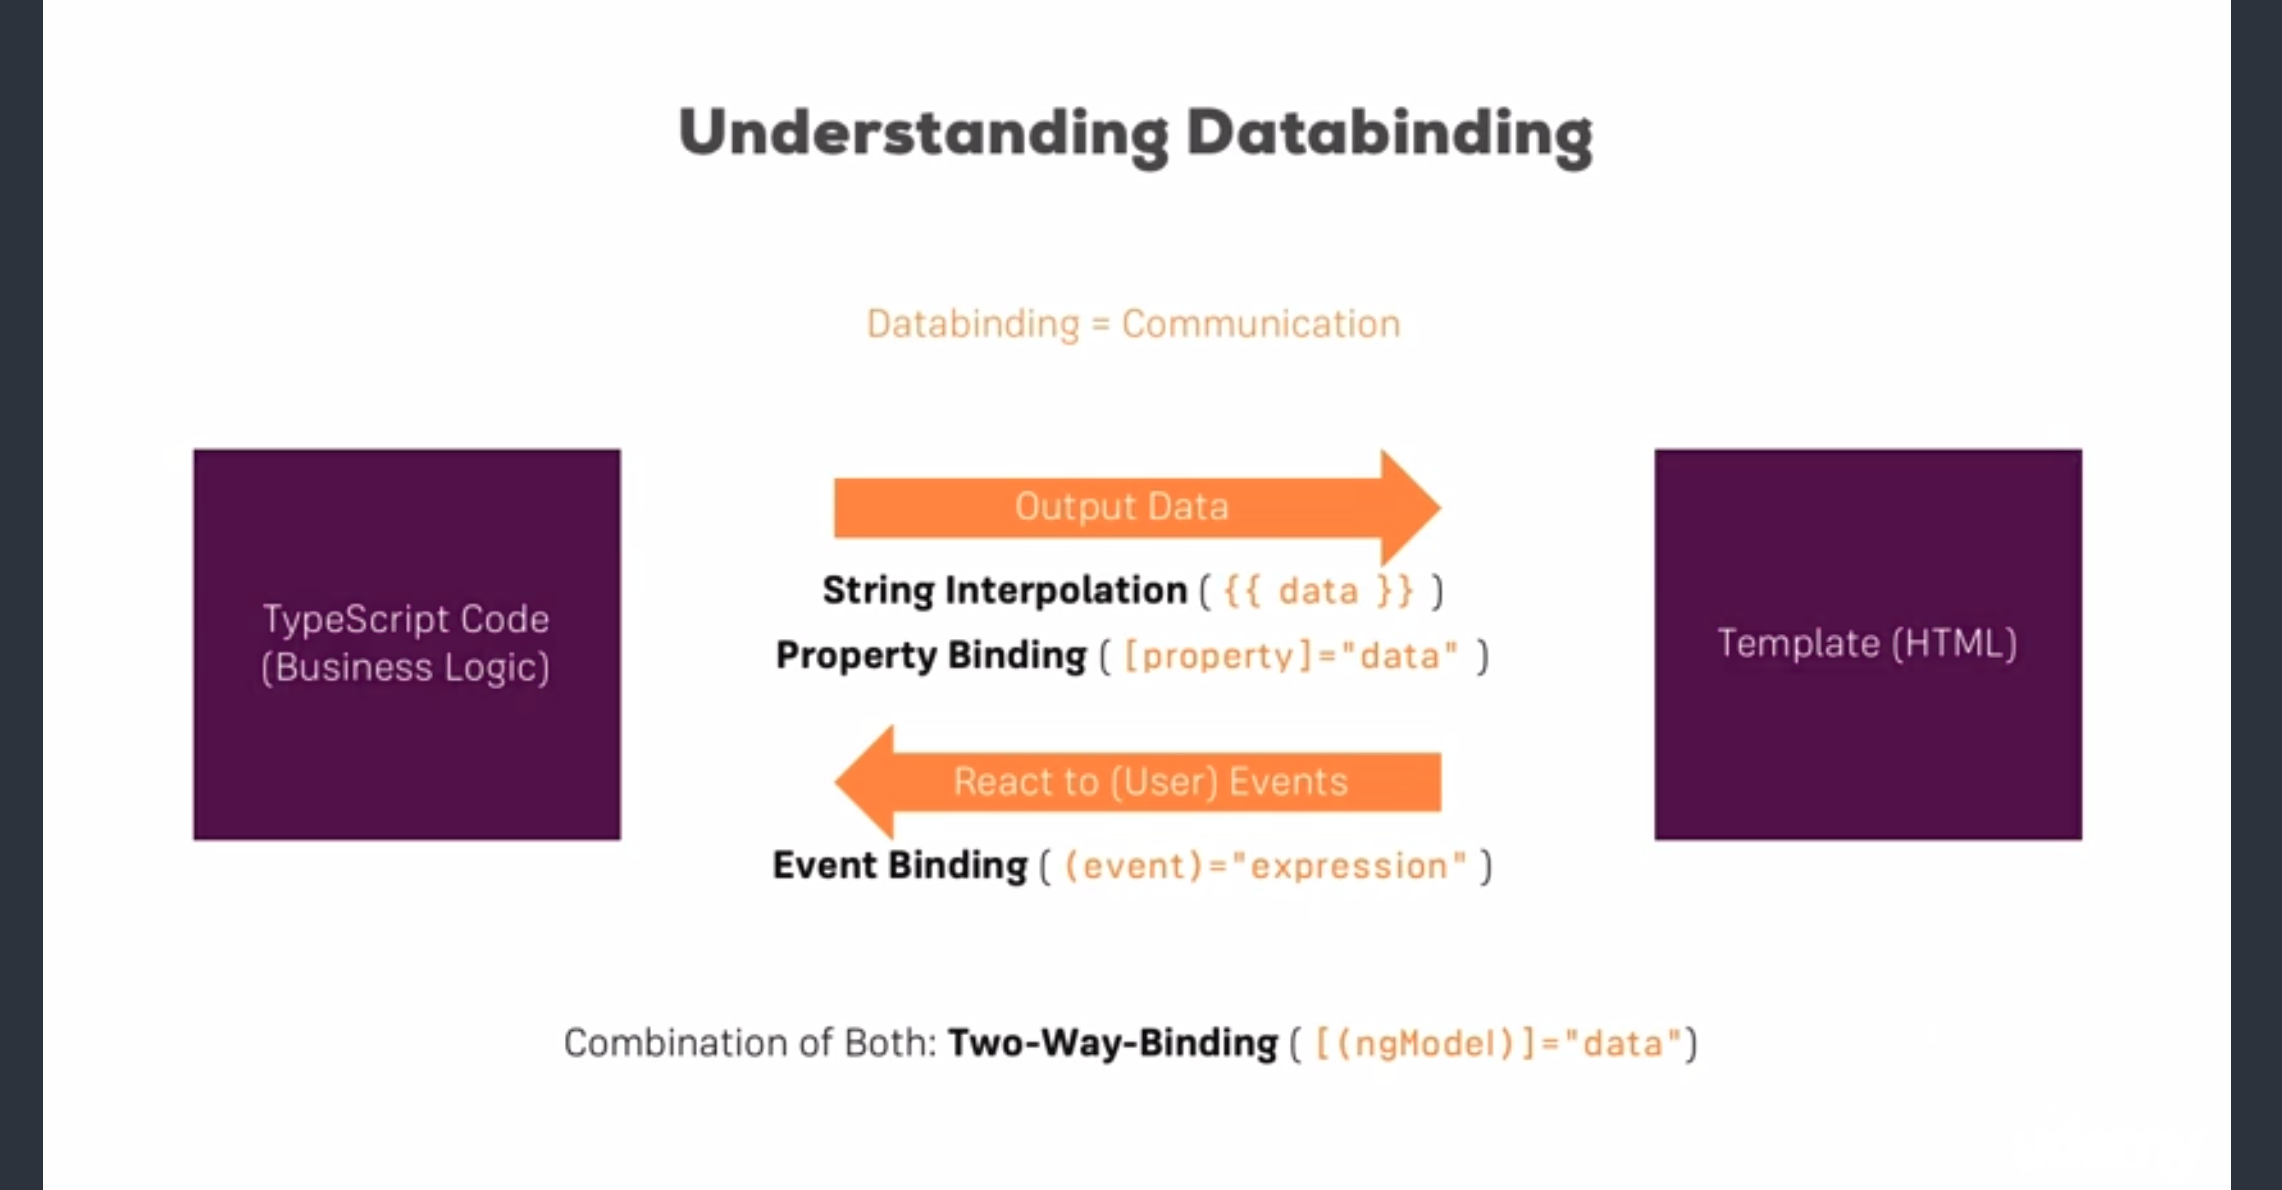 Understanding Databinding
Databinding = Communication
TypeScript Code
(Business Logic)
Output Data
String Interpolation ( {{ data }} )
Property Binding ( [property]="data" )
React to (User) Events
Event Binding ( (event)="expression" )
Template (HTML)
Combination of Both: Two-Way-Binding ( [(ngModel)]="data")